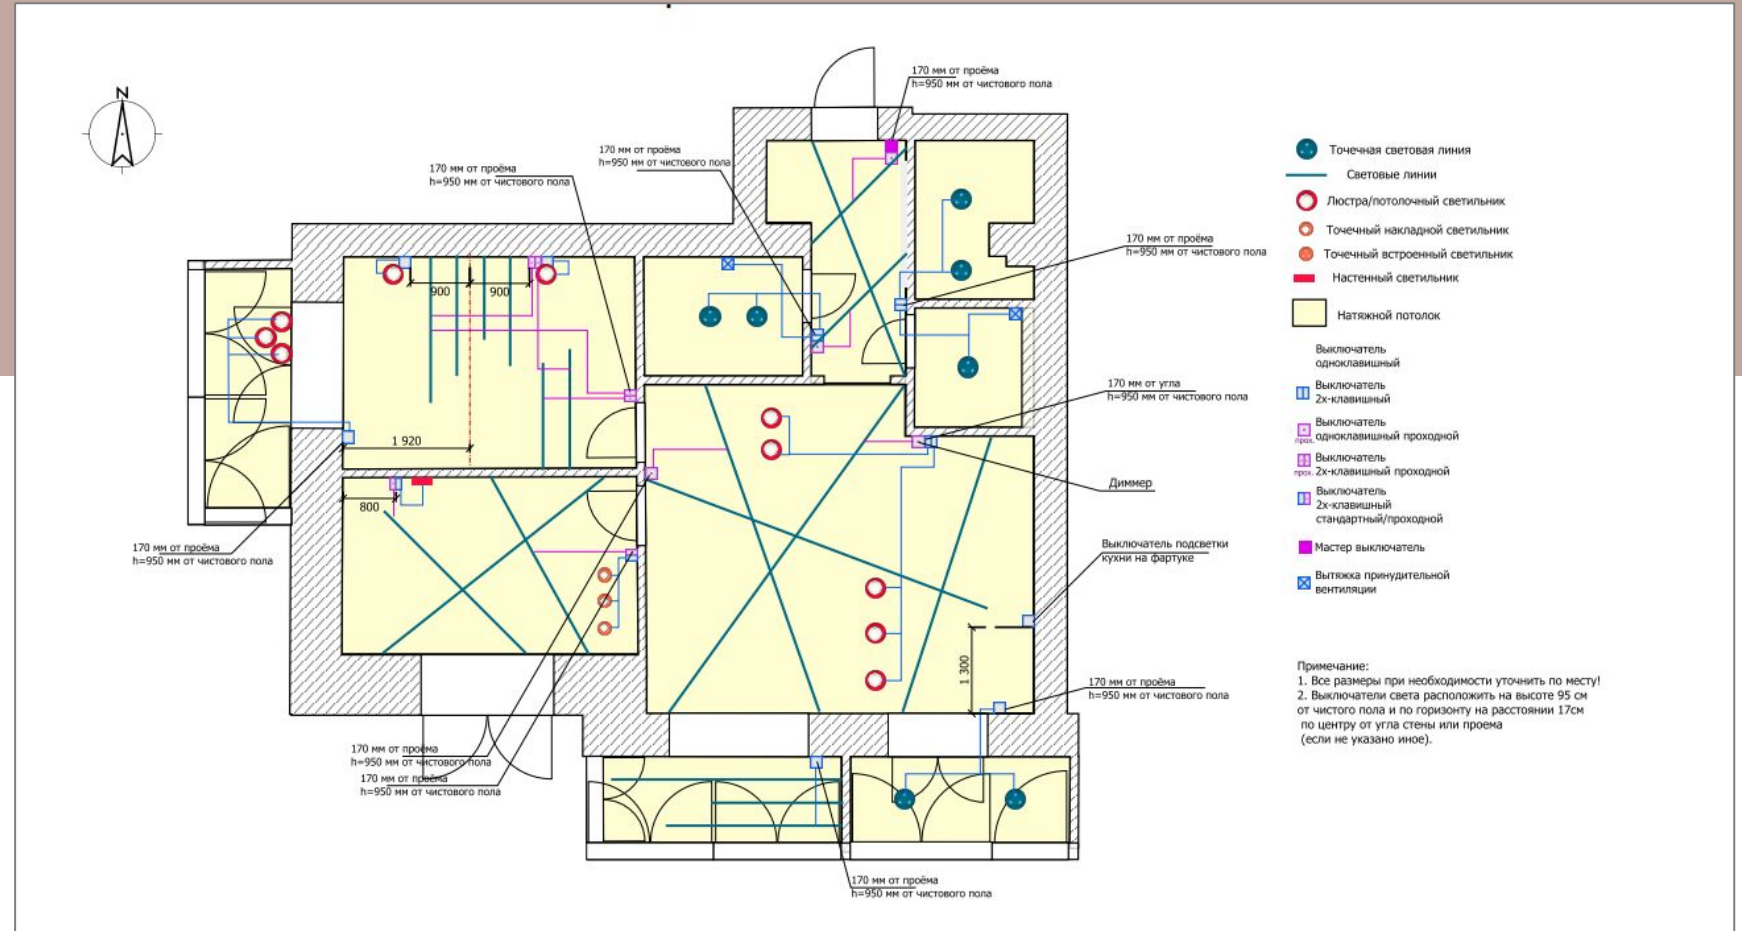 N
170 мм от проёма
h=950 мм от чистового пола
170 мм от проёма
h=950 мм от чистового пола
170 мм от проёма
h=950 мм от чистового пола
170 мм от проёма
h=950 мм от чистового пола
900
900
1 920
800
170 мм от угла
h=950 мм от чистового пола
Диммер
Выключатель подсветки
кухни на фартуке
1 300
170 мм от проёма
h=950 мм от чистового пола
170 мм от проёма
h=950 мм от чистового пола
170 мм от проёма
h=950 мм от чистового пола
170 мм от проёма
h=950 мм от чистового пола
170 мм от проёма
h=950 мм от чистового пола
Точечная световая линия
Световые линии
Люстра/потолочный светильник
Точечный накладной светильник
Точечный встроенный светильник
Настенный светильник
Натяжной потолок
Выключатель
одноклавишный
Выключатель
2х-клавишный
Выключатель
прох. одноклавишный проходной
Выключатель
прох. 2х-клавишный проходной
Выключатель
2х-клавишный
стандартный/проходной
Мастер выключатель
Вытяжка принудительной
вентиляции
Примечание:
1. Все размеры при необходимости уточнить по месту!
2. Выключатели света расположить на высоте 95 см
от чистого пола и по горизонту на расстоянии 17см
по центру от угла стены или проема
(если не указано иное).